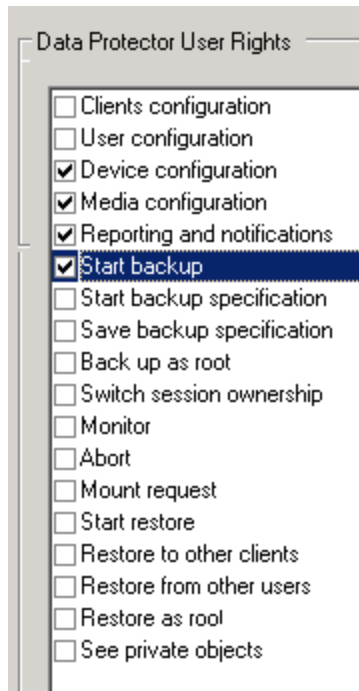 Data Protector User Rights
Clients configuration
User configuration
Device configuration
Media configuration
Reporting and notifications
Start backup
Start backup specification
Save backup specification
Back up as root
Switch session ownership
Monitor
Abort
Mount request
Start restore
Restore to other clients
Restore from other users
Restore as root
See private objects